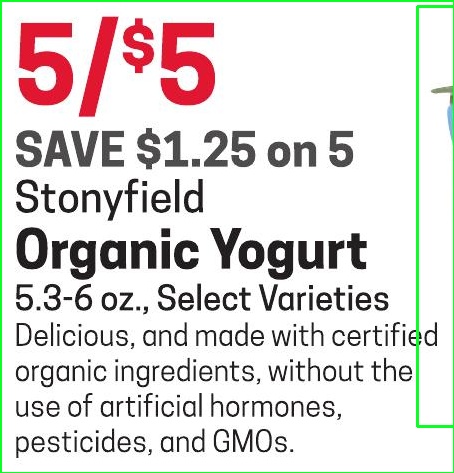 5/$5
SAVE $1.25 on 5
Stonyfield
Organic Yogurt
5.3-6 oz., Select Varieties
Delicious, and made with certified
organic ingredients, without the
use of artificial hormones,
pesticides, and GMOs.